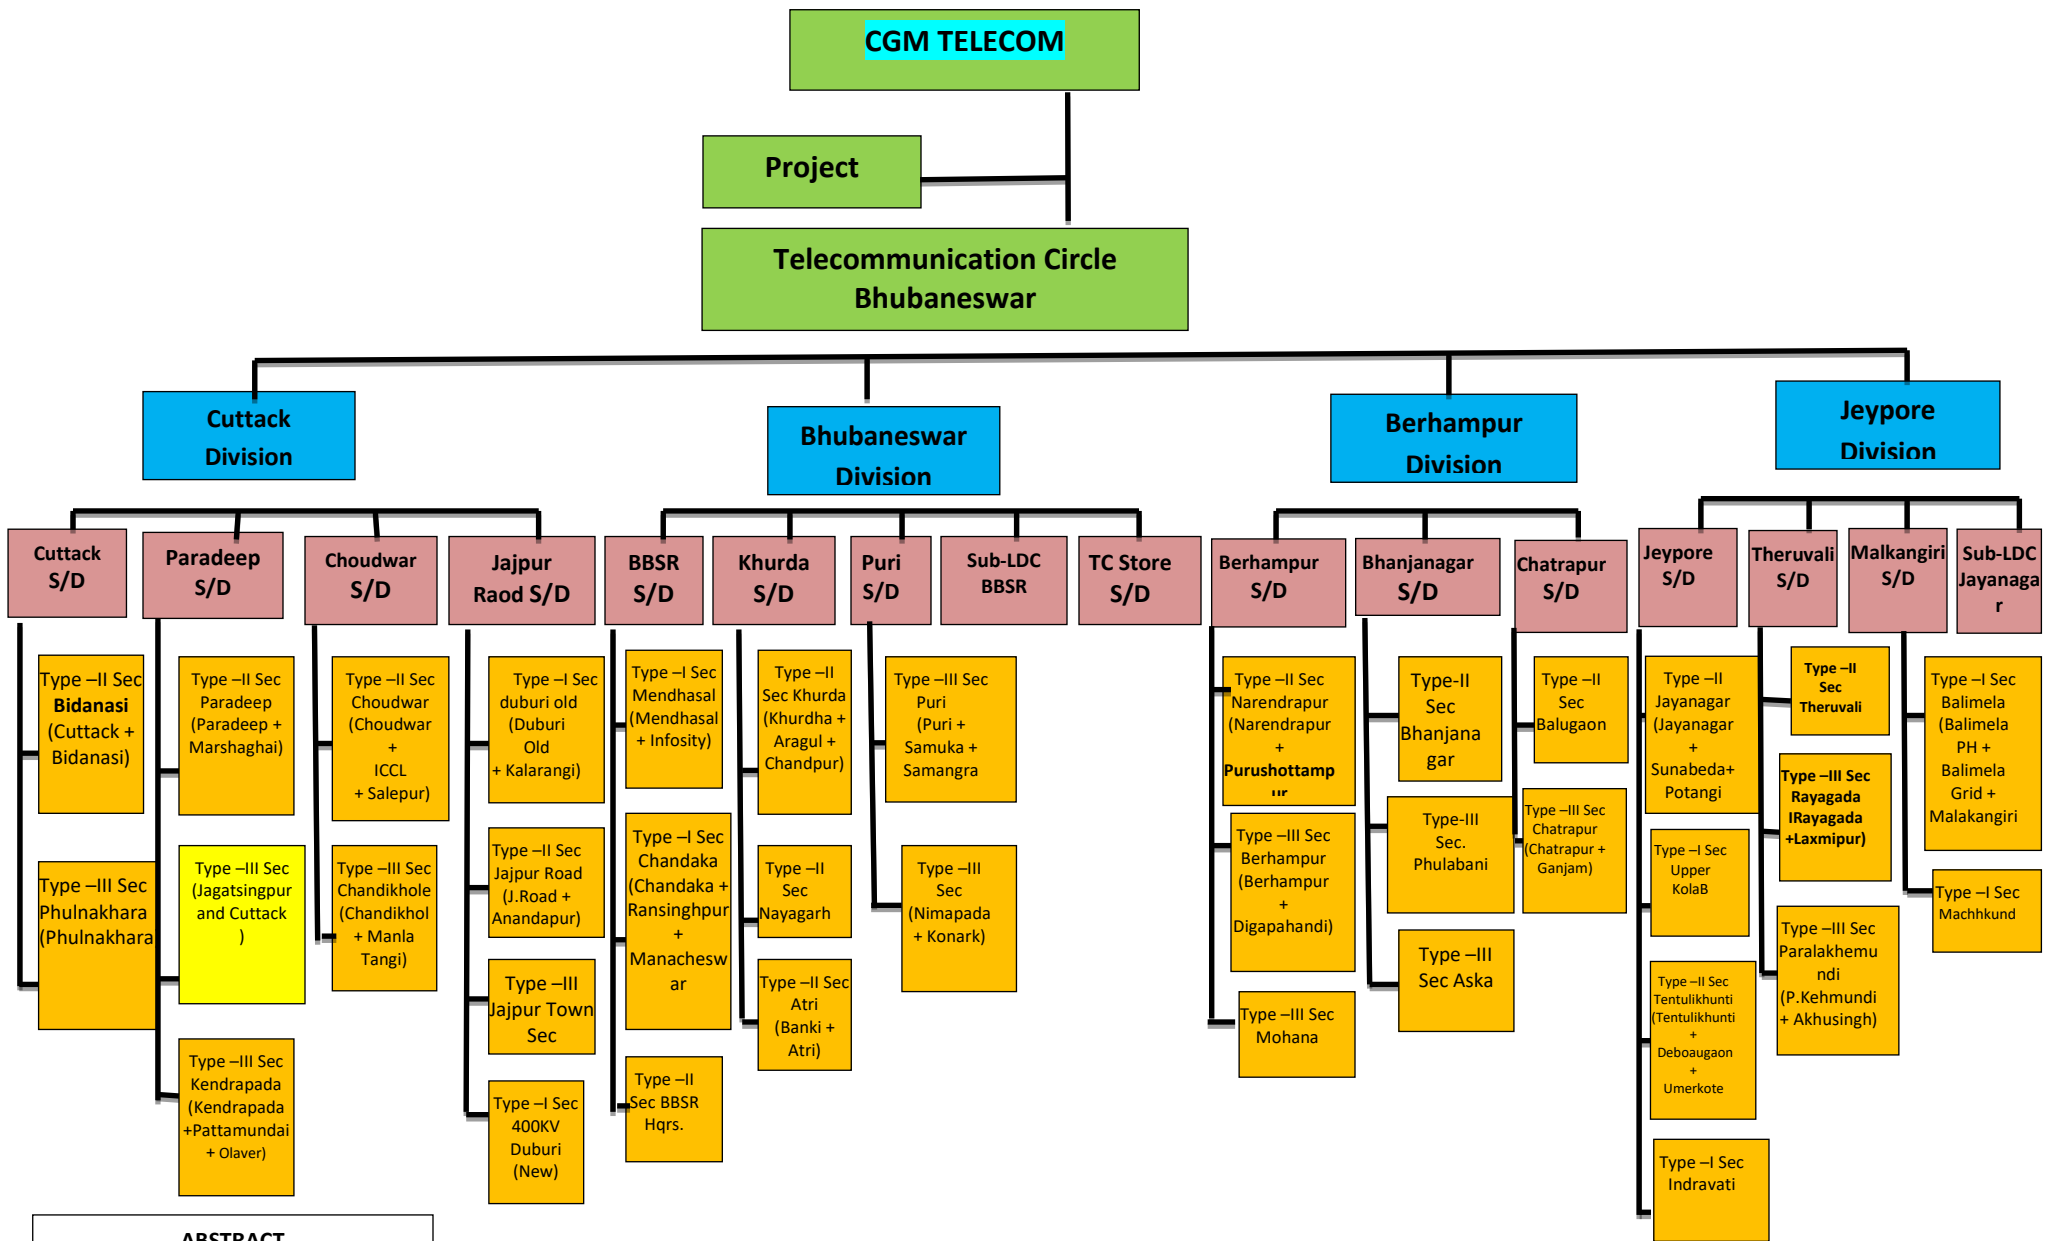 CGM TELECOM
Project
Telecommunication Circle
Bhubaneswar
Cuttack
Division
Bhubaneswar
Division
Berhampur
Division
Jeypore
Division
Cuttack
S/D
Paradeep
S/D
Choudwar
S/D
Jajpur
Raod S/D
BBSR
S/D
Khurda
S/D
Puri
S/D
Sub-LDC
BBSR
TC Store
S/D
Berhampur
S/D
Bhanjanagar
S/D
Chatrapur
S/D
Jeypore
S/D
Theruvali
S/D
Malkangiri
S/D
Sub-LDC
Jayanaga
r
Type –II Sec
Bidanasi
(Cuttack +
Bidanasi)
Type –III Sec
Phulnakhara
(Phulnakhara
Type –II Sec
Paradeep
(Paradeep +
Marshaghai)
Type –III Sec
(Jagatsingpur
and Cuttack
)
Type –III Sec
Kendrapada
(Kendrapada
+Pattamundai
+ Olaver)
Type –II Sec
Choudwar
(Choudwar
+
ICCL
+ Salepur)
Type –III Sec
Chandikhole
(Chandikhol
+ Manla
Tangi)
Type –I Sec
duburi old
(Duburi
Old
+ Kalarangi)
Type –II Sec
Jajpur Road
(J.Road +
Anandapur)
Type –III
Jajpur Town
Sec
Type –I Sec
400KV
Duburi
(New)
Type –I Sec
Mendhasal
(Mendhasal
+ Infosity)
Type –I Sec
Chandaka
(Chandaka +
Ransinghpur
+
Manachesw
ar
Type –II
Sec BBSR
Hqrs.
Type –II
Sec Khurda
(Khurdha +
Aragul +
Chandpur)
Type –II
Sec
Nayagarh
Type –II Sec
Atri
(Banki +
Atri)
Type –III Sec
Puri
(Puri +
Samuka +
Samangra
Type –III
Sec
(Nimapada
+ Konark)
Type –II Sec
Narendrapur
(Narendrapur
+
Purushottamp
ur
Type –III Sec
Berhampur
(Berhampur
+
Digapahandi)
Type –III Sec
Mohana
Type-II
Sec
Bhanjana
gar
Type-III
Sec.
Phulabani
Type –III
Sec Aska
Type –II
Sec
Balugaon
Type –III Sec
Chatrapur
(Chatrapur +
Ganjam)
Type –II
Jayanagar
(Jayanagar
+
Sunabeda+
Potangi
Type –I Sec
Upper
KolaB
Type –II Sec
Tentulikhunti
(Tentulikhunti
+
Deboaugaon
+
Umerkote
Type –I Sec
Indravati
Type –II
Sec
Theruvali
Type –III Sec
Rayagada
IRayagada
+Laxmipur)
Type –III Sec
Paralakhemu
ndi
(P.Kehmundi
+ Akhusingh)
Type –I Sec
Balimela
(Balimela
PH +
Balimela
Grid +
Malakangiri
Type –I Sec
Machhkund
ABSTRACT